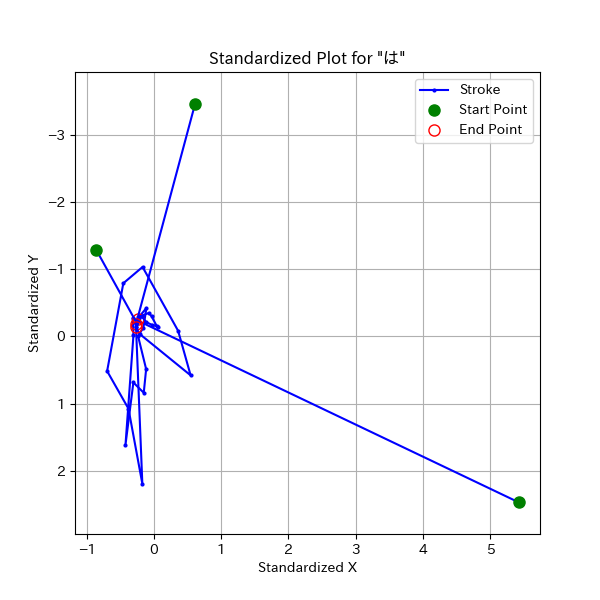 Standardized Plot for "は"
Stroke
Start Point
End Point
Standardized Y
−3
−2
−1
0
1
2
−1 0 1 2 3 4 5
Standardized X